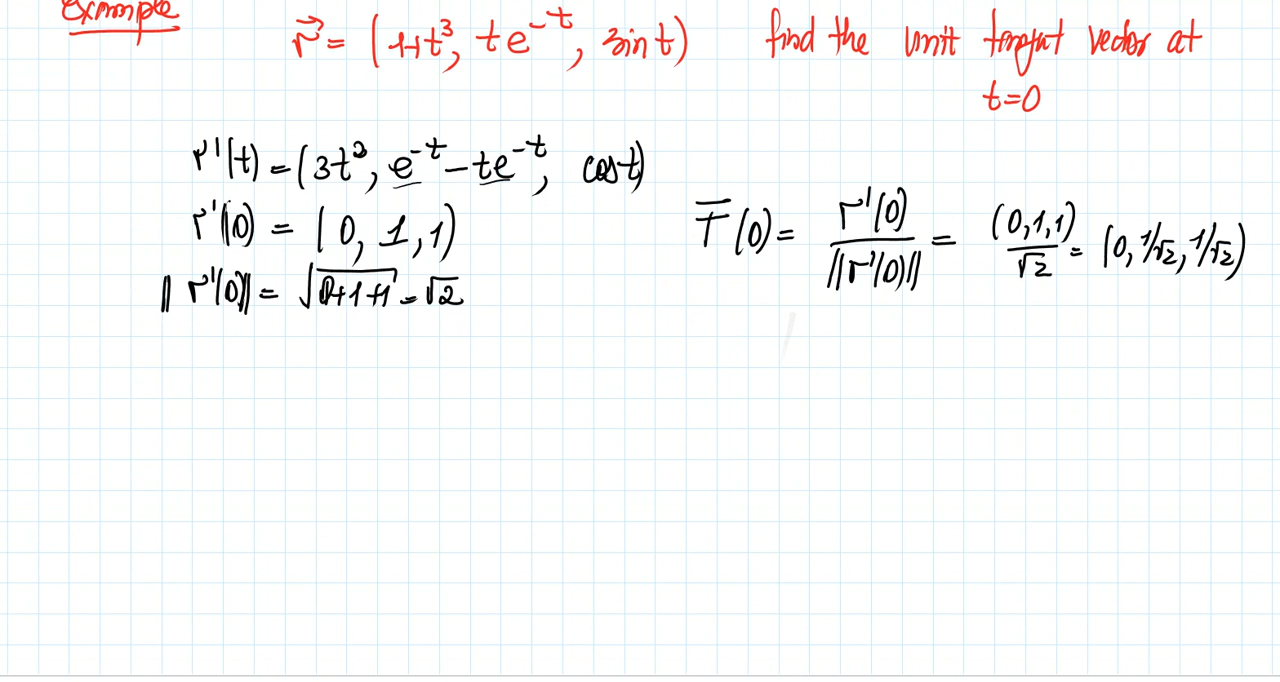 example
r⃗ = (1+t³, te⁻ᵗ, sin t) find the unit tangent vector at
t=0
r'(t) = (3t², e⁻ᵗ - te⁻ᵗ, cos t)
r'(0) = (0, 1, 1)
||r'(0)|| = √(0+1+1) = √2
T̄(0) = r'(0)/||r'(0)|| = (0,1,1)/√2 = (0, 1/√2, 1/√2)